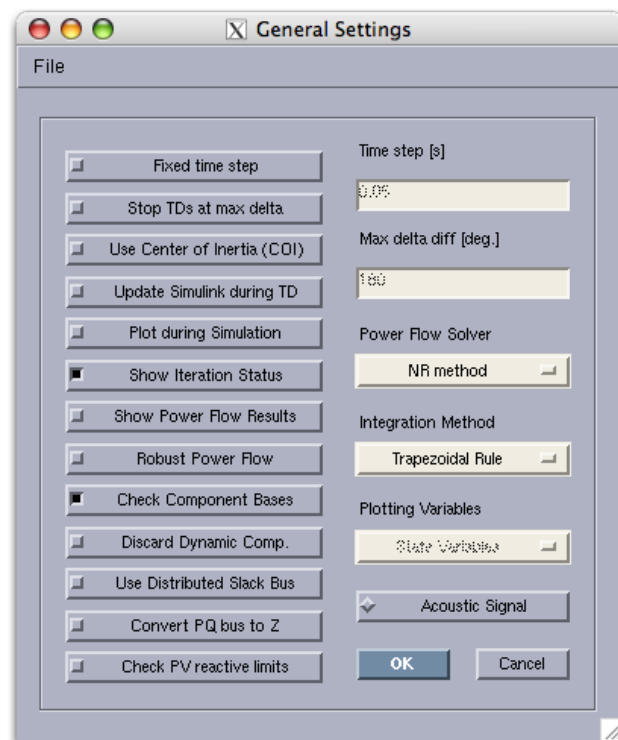 General Settings
File
Fixed time step
Stop TDs at max delta
Use Center of Inertia (COI)
Update Simulink during TD
Plot during Simulation
Show Iteration Status
Show Power Flow Results
Robust Power Flow
Check Component Bases
Discard Dynamic Comp.
Use Distributed Slack Bus
Convert PQ bus to Z
Check PV reactive limits
Time step [s]
0.05
Max delta diff [deg.]
180
Power Flow Solver
NR method
Integration Method
Trapezoidal Rule
Plotting Variables
State Variables
Acoustic Signal
OK
Cancel